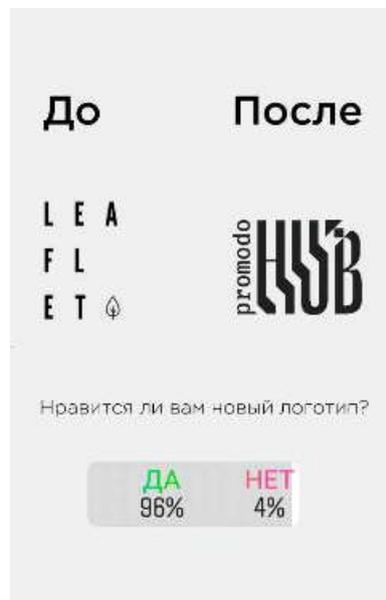 До После
L E A
F L
E T
promodo
HUB
Нравится ли вам новый логотип?
ДА НЕТ
96% 4%